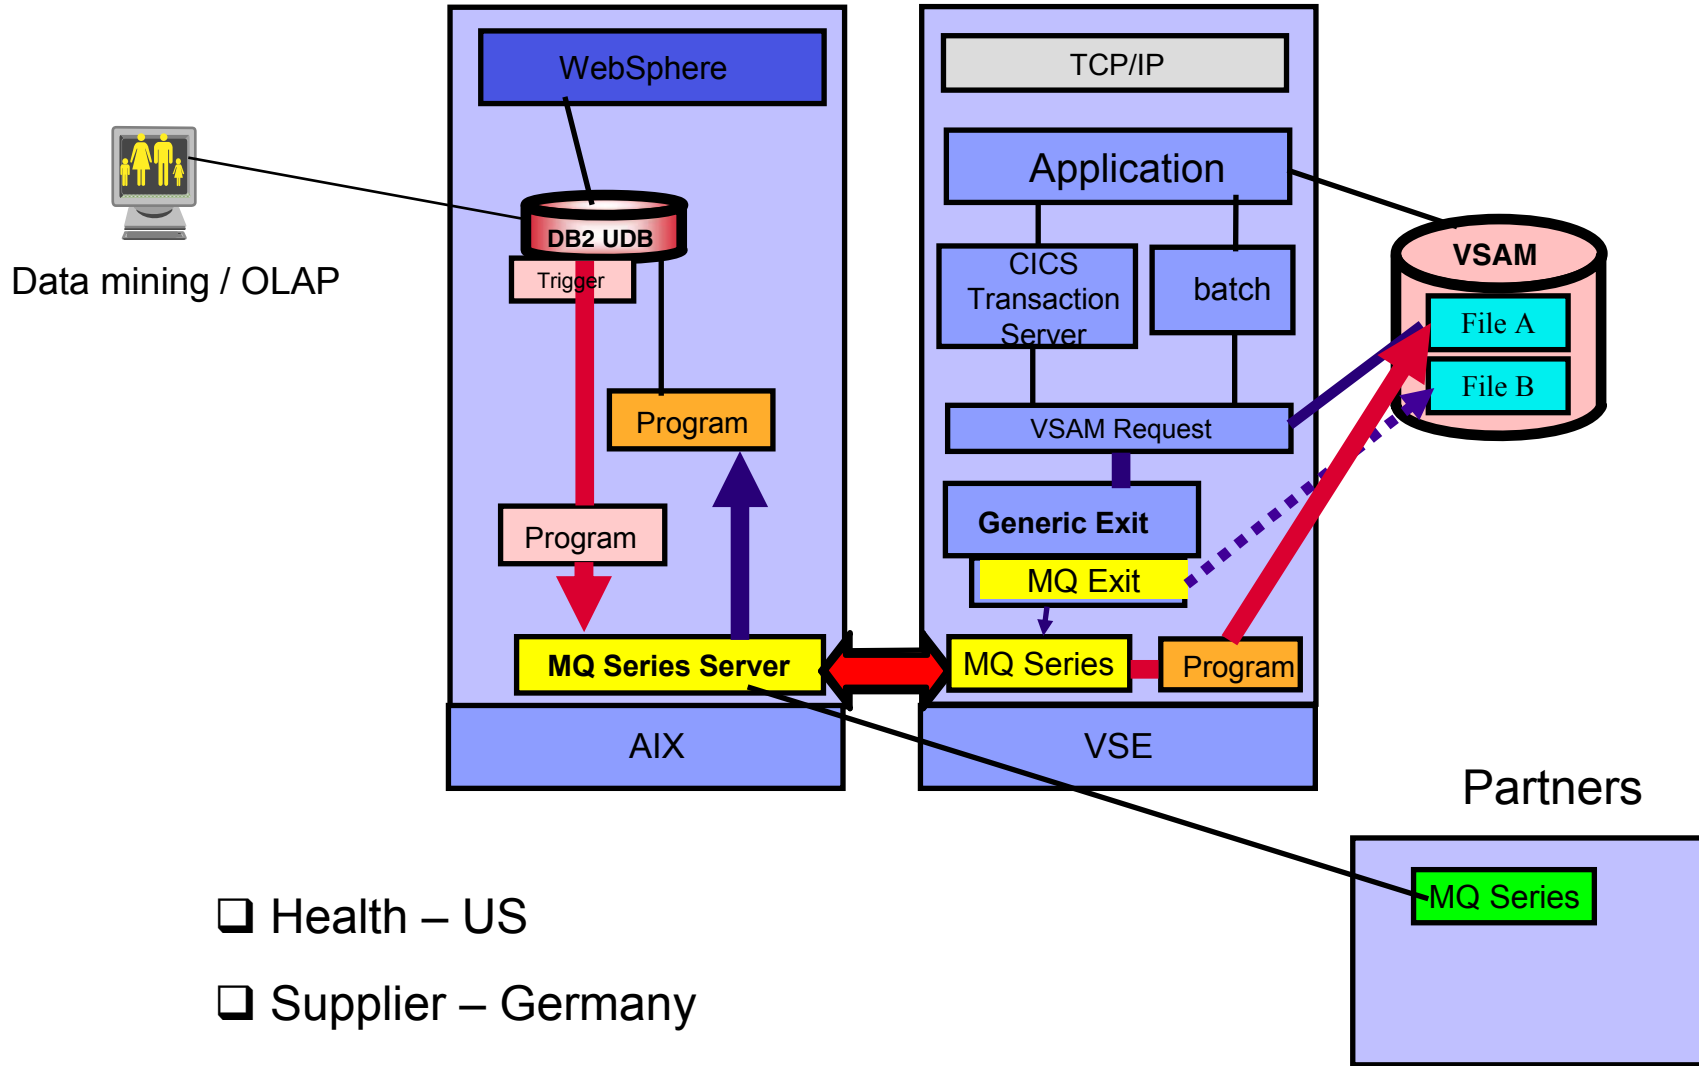 WebSphere
TCP/IP
Data mining / OLAP
DB2 UDB
Trigger
Program
Program
MQ Series Server
AIX
Application
CICS
Transaction
Server
batch
VSAM Request
Generic Exit
MQ Exit
MQ Series
Program
VSE
VSAM
File A
File B
Partners
MQ Series
❑ Health – US
❑ Supplier – Germany